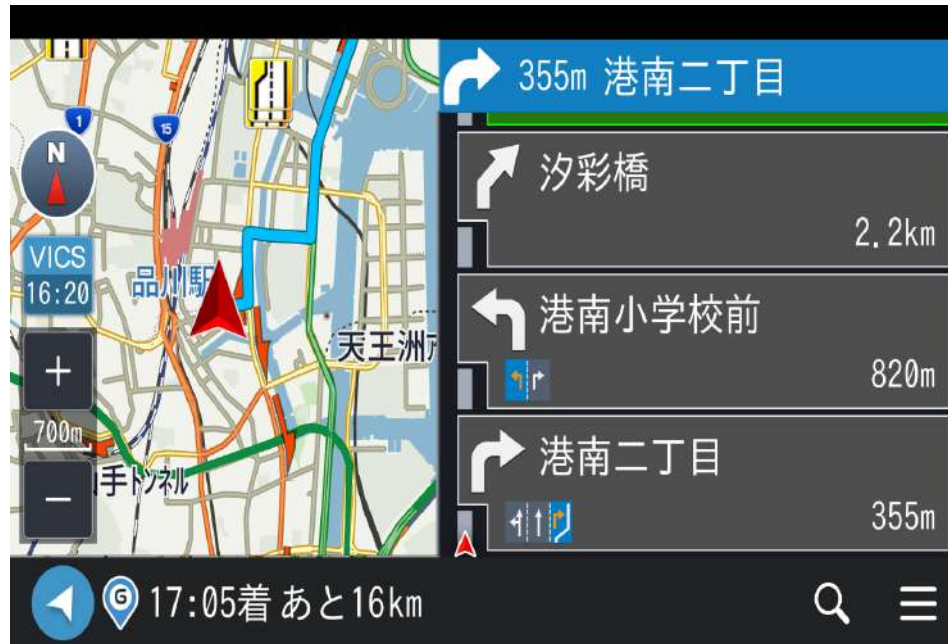 355m 港南二丁目
汐彩橋
2.2km
港南小学校前
820m
港南二丁目
355m
1
15
N
VICS
16:20
品川駅
天王洲
+
700m
手トンネル
−
G
17:05着 あと16km